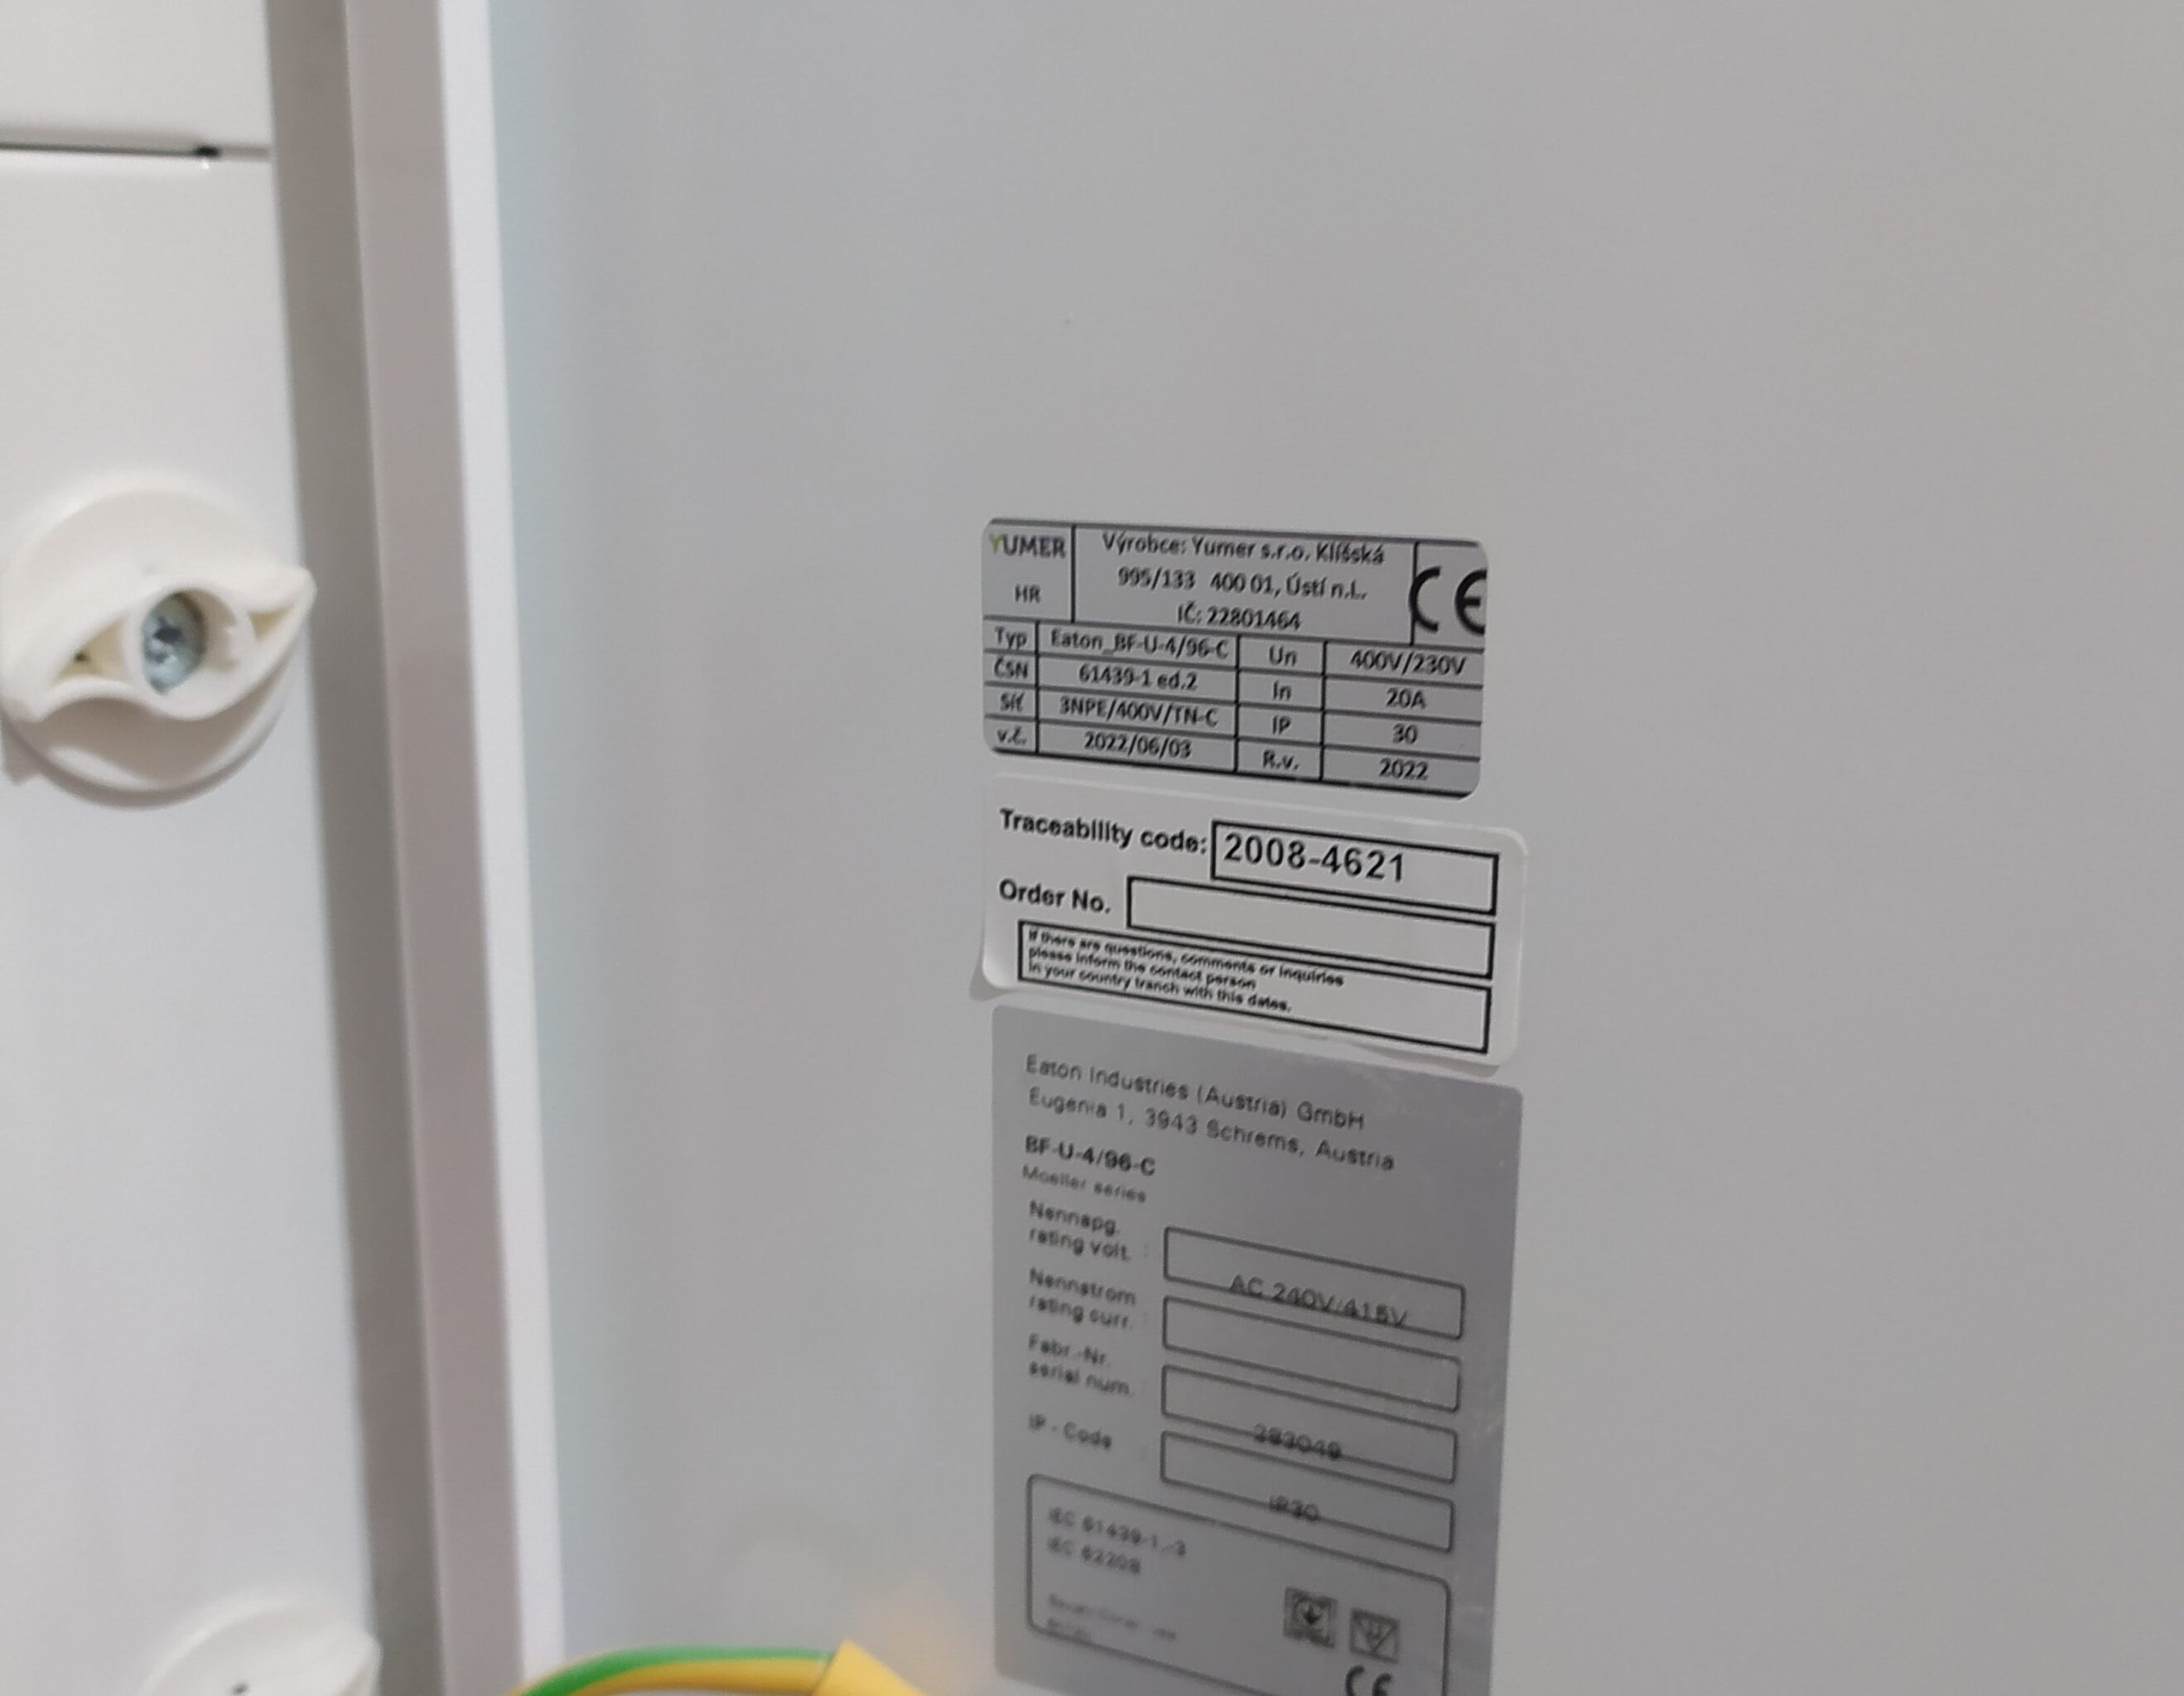 YUMER
HR
Výrobce: Yumer s.r.o. Klíšská
995/133 400 01, Ústí n.L.
IČ: 22801464
CE
Typ Eaton_BF-U-4/96-C Un 400V/230V
ČSN 61439-1 ed.2 In 20A
Síť 3NPE/400V/TN-C IP 30
v.č. 2022/06/03 R.v. 2022
Traceability code: 2008-4621
Order No.
If there are questions, comments or inquiries
please inform the contact person
in your country tranch with this dates.
Eaton Industries (Austria) GmbH
Eugenia 1, 3943 Schrems, Austria
BF-U-4/96-C
Moeller series
Nennspg.
rating volt. :
AC 240V/415V
Nennstrom
rating curr. :
Fabr.-Nr.
serial num. :
283049
IP - Code :
IP30
IEC 61439-1,-3
IEC 62208
CE